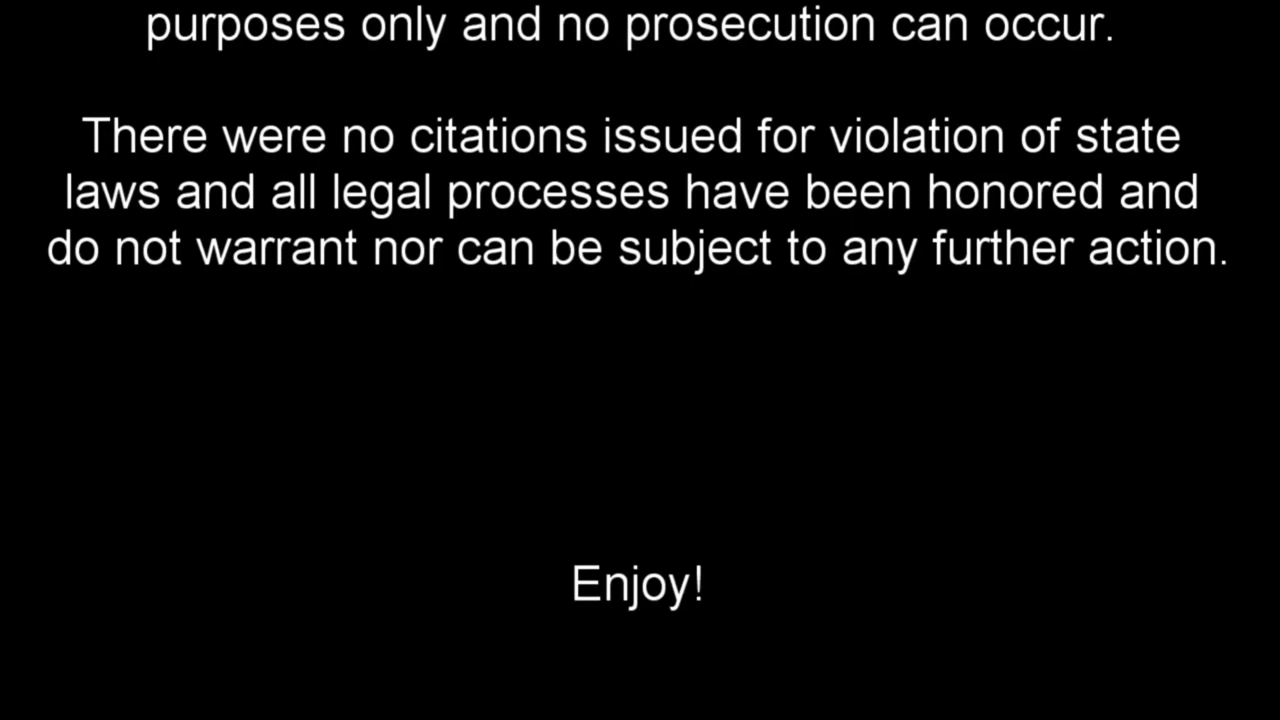 purposes only and no prosecution can occur.
There were no citations issued for violation of state
laws and all legal processes have been honored and
do not warrant nor can be subject to any further action.
Enjoy!